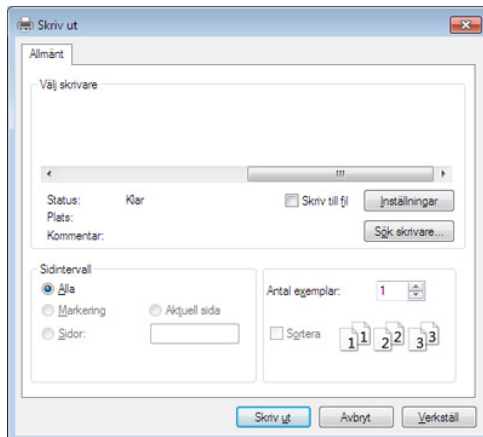 Skriv ut
Allmänt
Välj skrivare
Status: Klar
Plats:
Kommentar:
Skriv till fil
Inställningar
Sök skrivare...
Sidintervall
Alla
Markering
Aktuell sida
Sidor:
Antal exemplar: 1
Sortera
1 1 2 2 3 3
Skriv ut
Avbryt
Verkställ